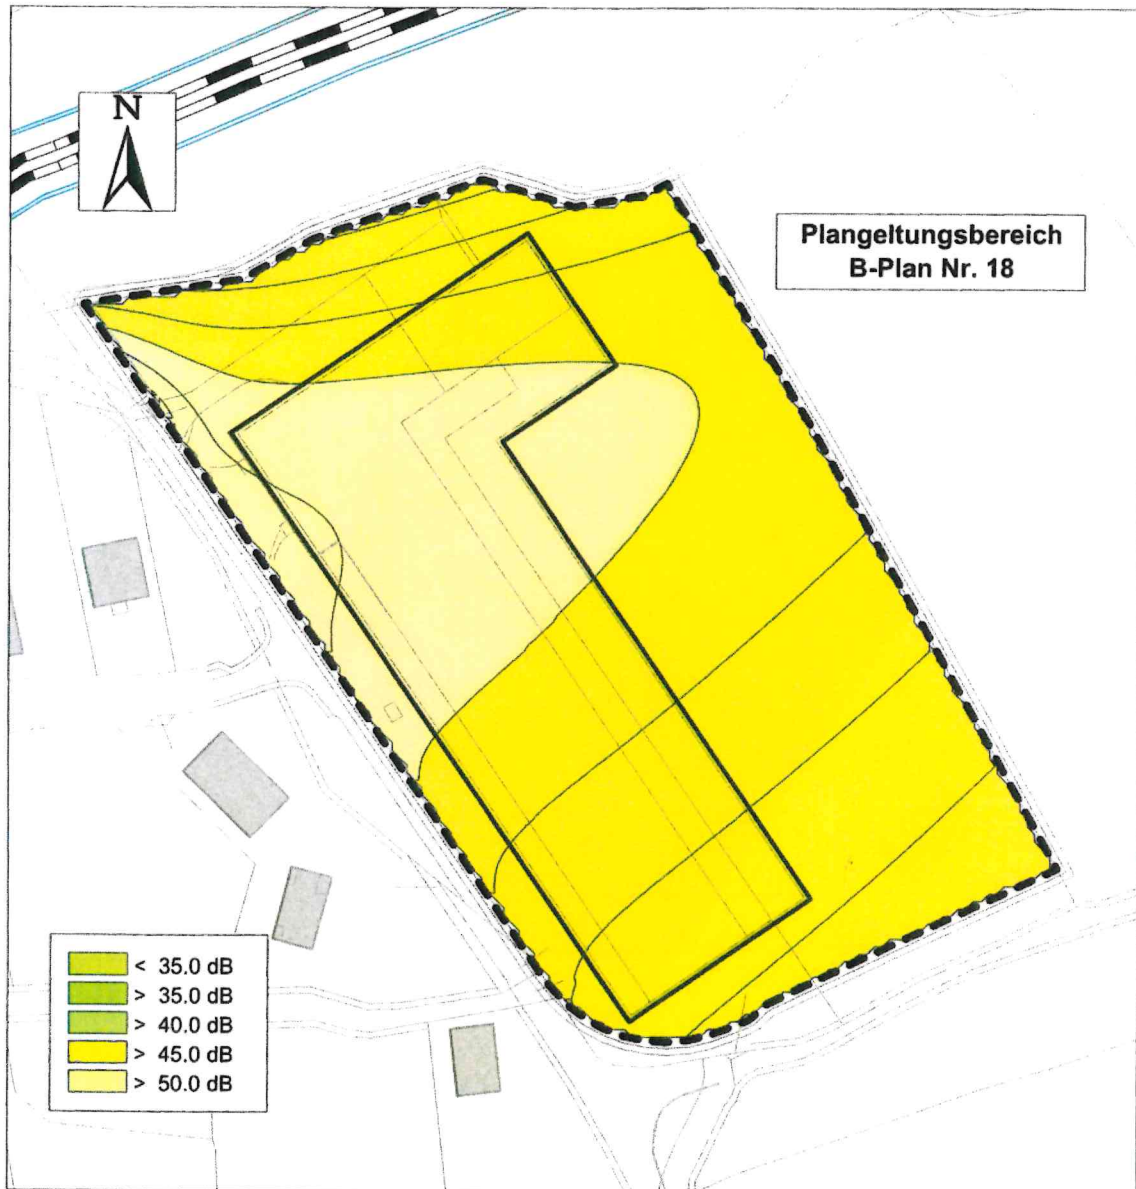 N
Plangeltungsbereich
B-Plan Nr. 18
< 35.0 dB
> 35.0 dB
> 40.0 dB
> 45.0 dB
> 50.0 dB